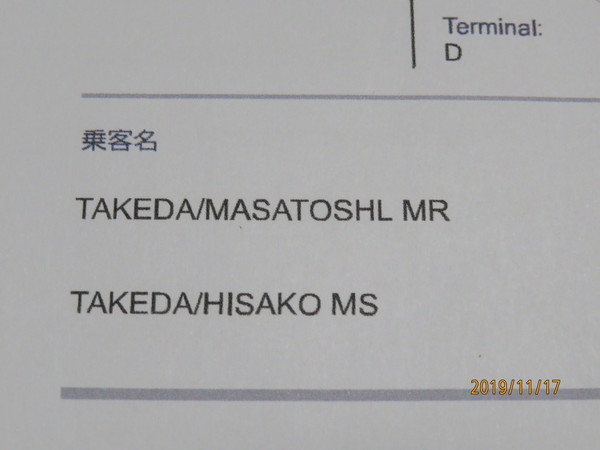 Terminal:
D
乗客名
TAKEDA/MASATOSHL MR
TAKEDA/HISAKO MS
2019/11/17